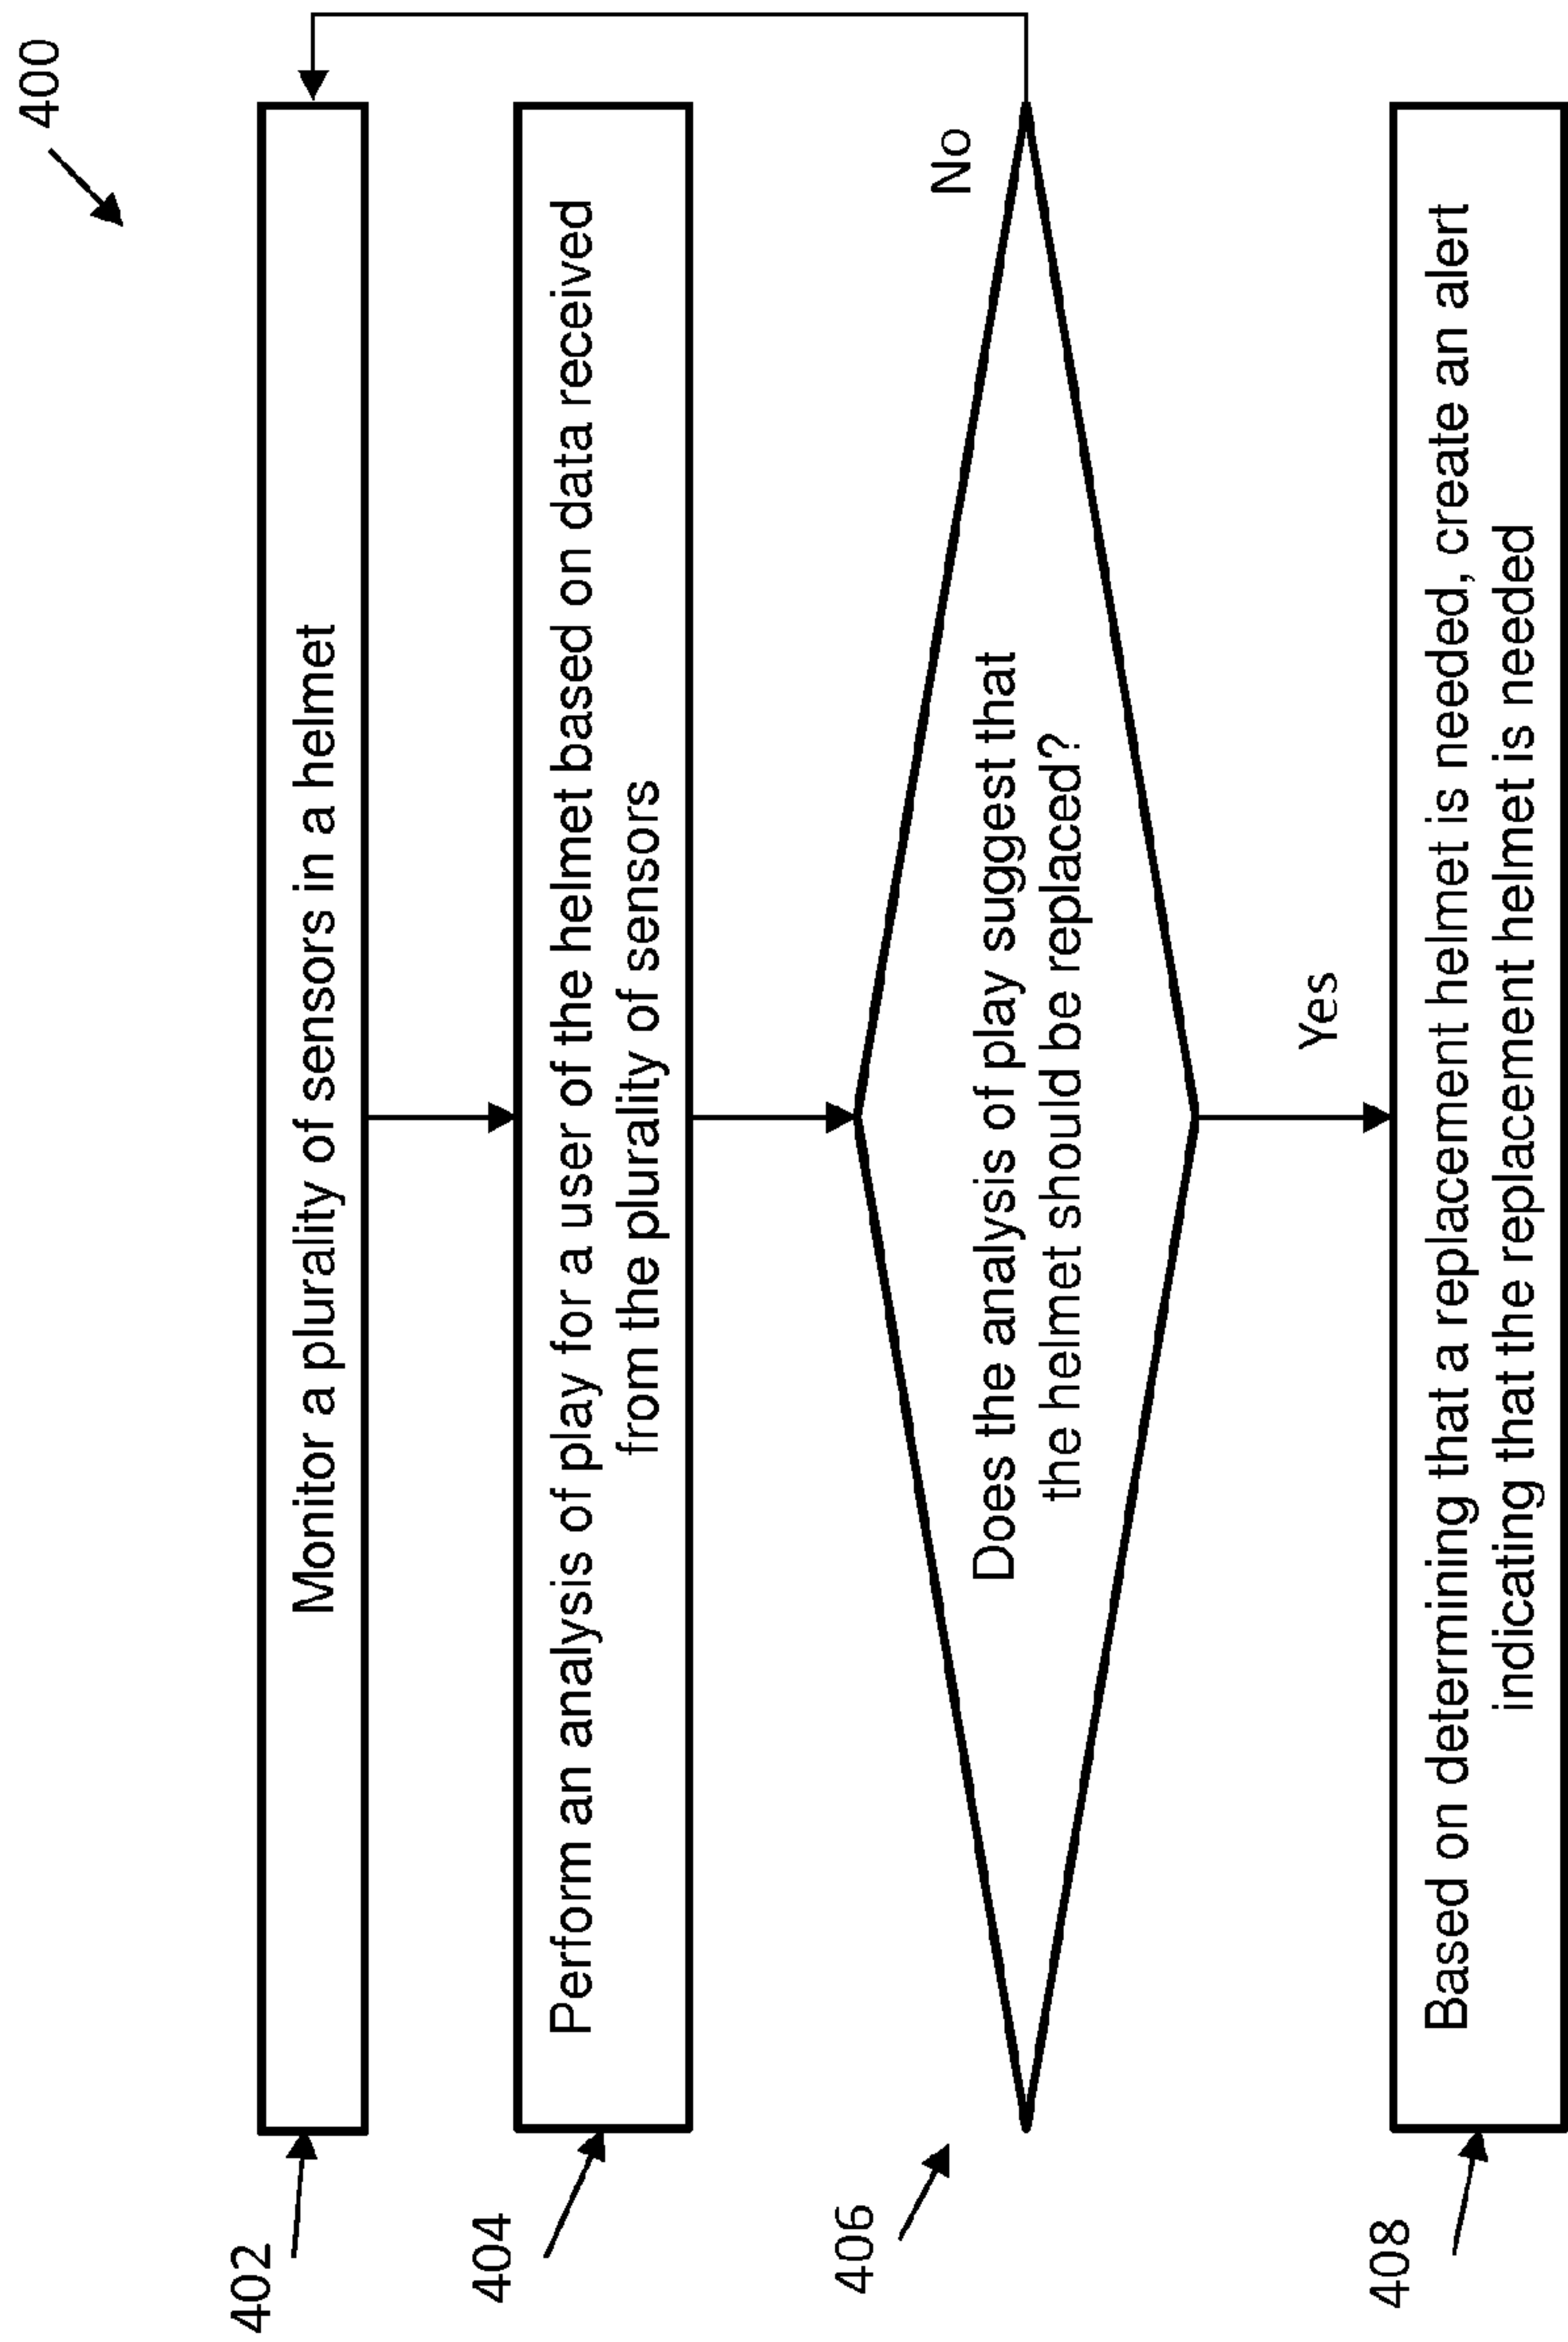 400
402
Monitor a plurality of sensors in a helmet
404
Perform an analysis of play for a user of the helmet based on data received
from the plurality of sensors
406
Does the analysis of play suggest that
the helmet should be replaced?
No
Yes
408
Based on determining that a replacement helmet is needed, create an alert
indicating that the replacement helmet is needed